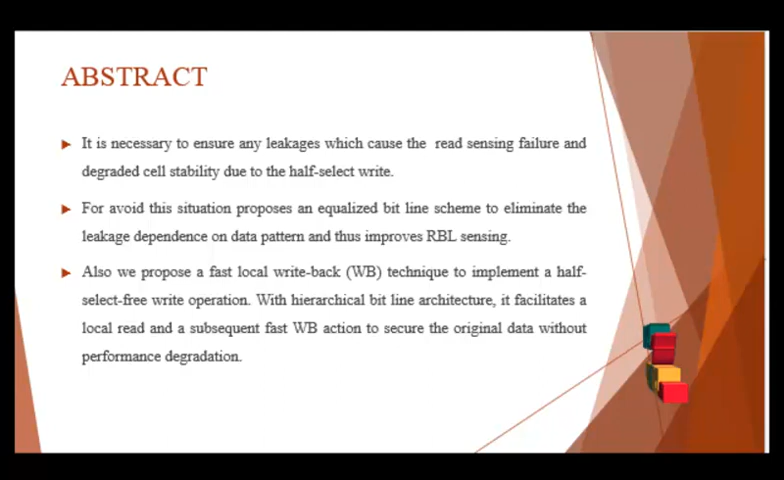 ABSTRACT
It is necessary to ensure any leakages which cause the read sensing failure and
degraded cell stability due to the half-select write.
For avoid this situation proposes an equalized bit line scheme to eliminate the
leakage dependence on data pattern and thus improves RBL sensing.
Also we propose a fast local write-back (WB) technique to implement a half-
select-free write operation. With hierarchical bit line architecture, it facilitates a
local read and a subsequent fast WB action to secure the original data without
performance degradation.